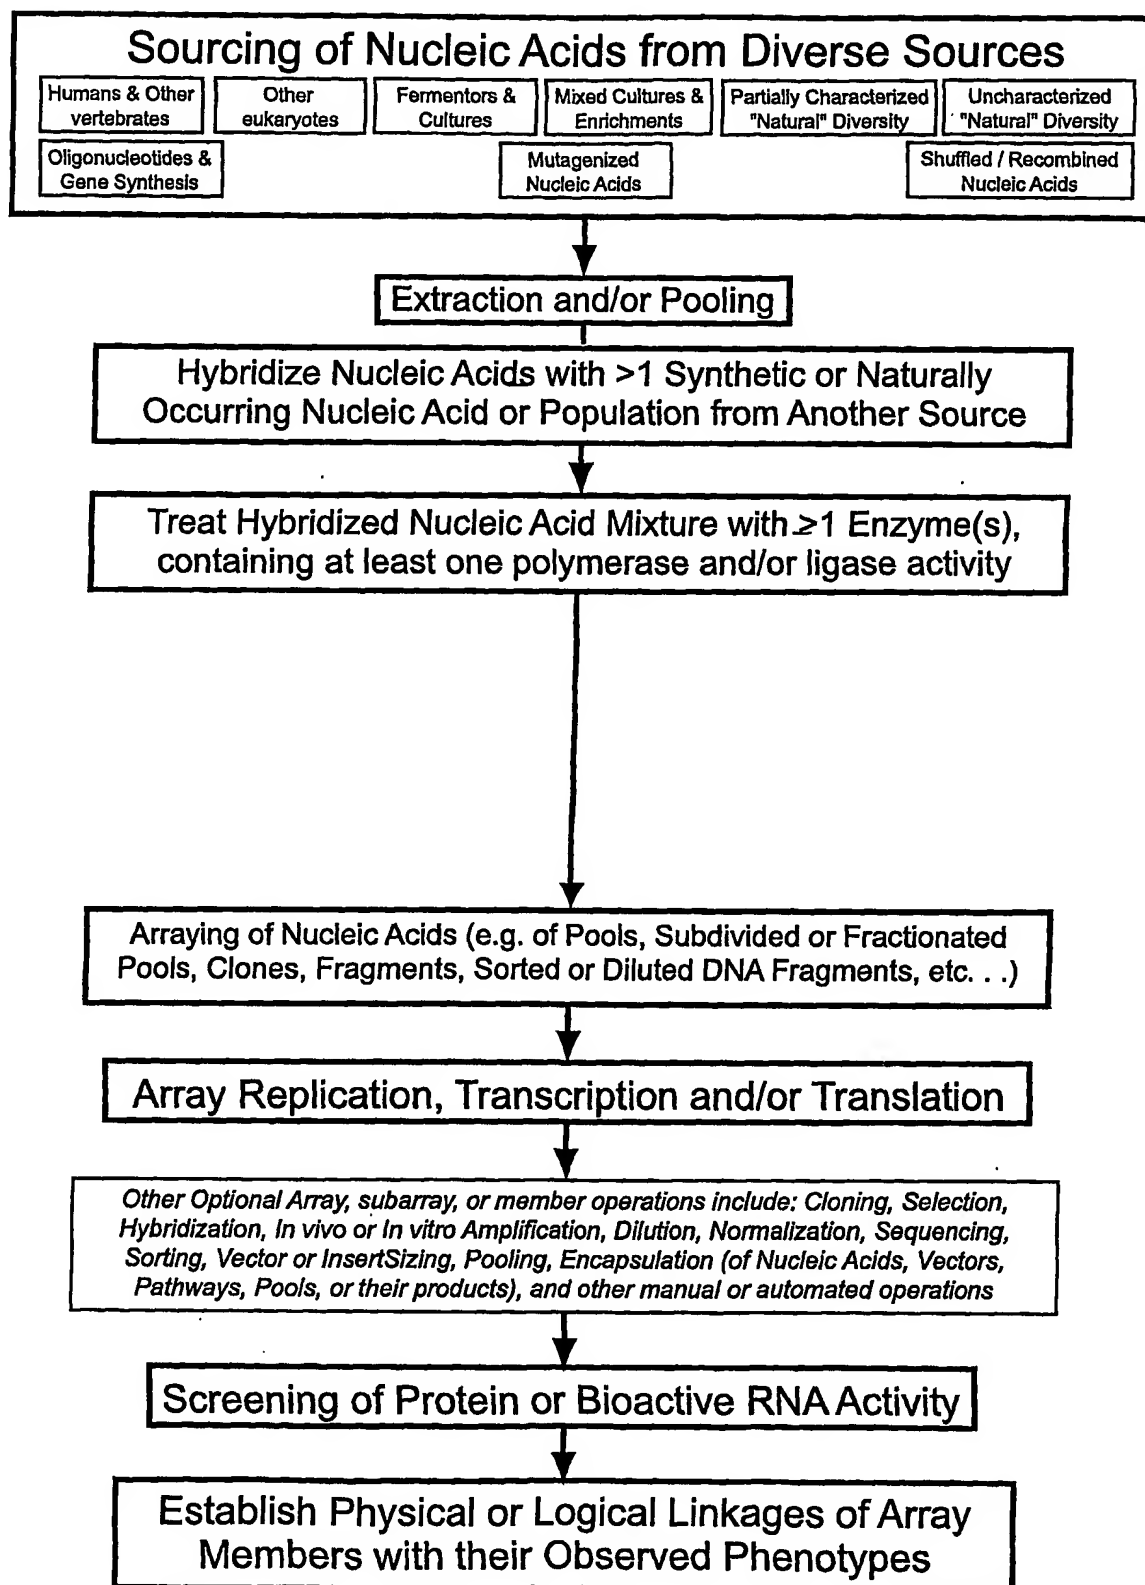 Sourcing of Nucleic Acids from Diverse Sources
Humans & Other
vertebrates
Other
eukaryotes
Fermentors &
Cultures
Mixed Cultures &
Enrichments
Partially Characterized
"Natural" Diversity
Uncharacterized
"Natural" Diversity
Oligonucleotides &
Gene Synthesis
Mutagenized
Nucleic Acids
Shuffled / Recombined
Nucleic Acids
Extraction and/or Pooling
Hybridize Nucleic Acids with >1 Synthetic or Naturally
Occurring Nucleic Acid or Population from Another Source
Treat Hybridized Nucleic Acid Mixture with ≥1 Enzyme(s),
containing at least one polymerase and/or ligase activity
Arraying of Nucleic Acids (e.g. of Pools, Subdivided or Fractionated
Pools, Clones, Fragments, Sorted or Diluted DNA Fragments, etc. . .)
Array Replication, Transcription and/or Translation
Other Optional Array, subarray, or member operations include: Cloning, Selection,
Hybridization, In vivo or In vitro Amplification, Dilution, Normalization, Sequencing,
Sorting, Vector or InsertSizing, Pooling, Encapsulation (of Nucleic Acids, Vectors,
Pathways, Pools, or their products), and other manual or automated operations
Screening of Protein or Bioactive RNA Activity
Establish Physical or Logical Linkages of Array
Members with their Observed Phenotypes